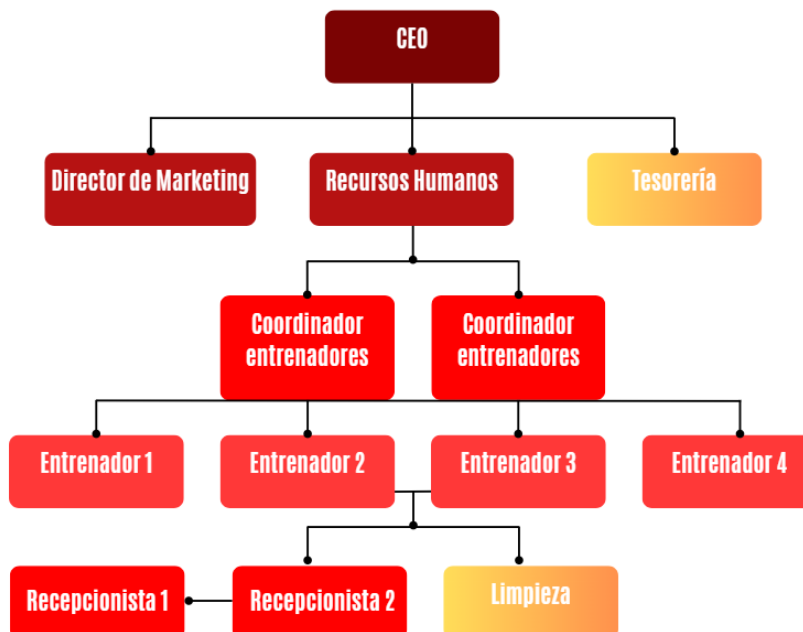 CEO
Director de Marketing
Recursos Humanos
Tesorería
Coordinador
entrenadores
Coordinador
entrenadores
Entrenador 1
Entrenador 2
Entrenador 3
Entrenador 4
Recepcionista 1
Recepcionista 2
Limpieza